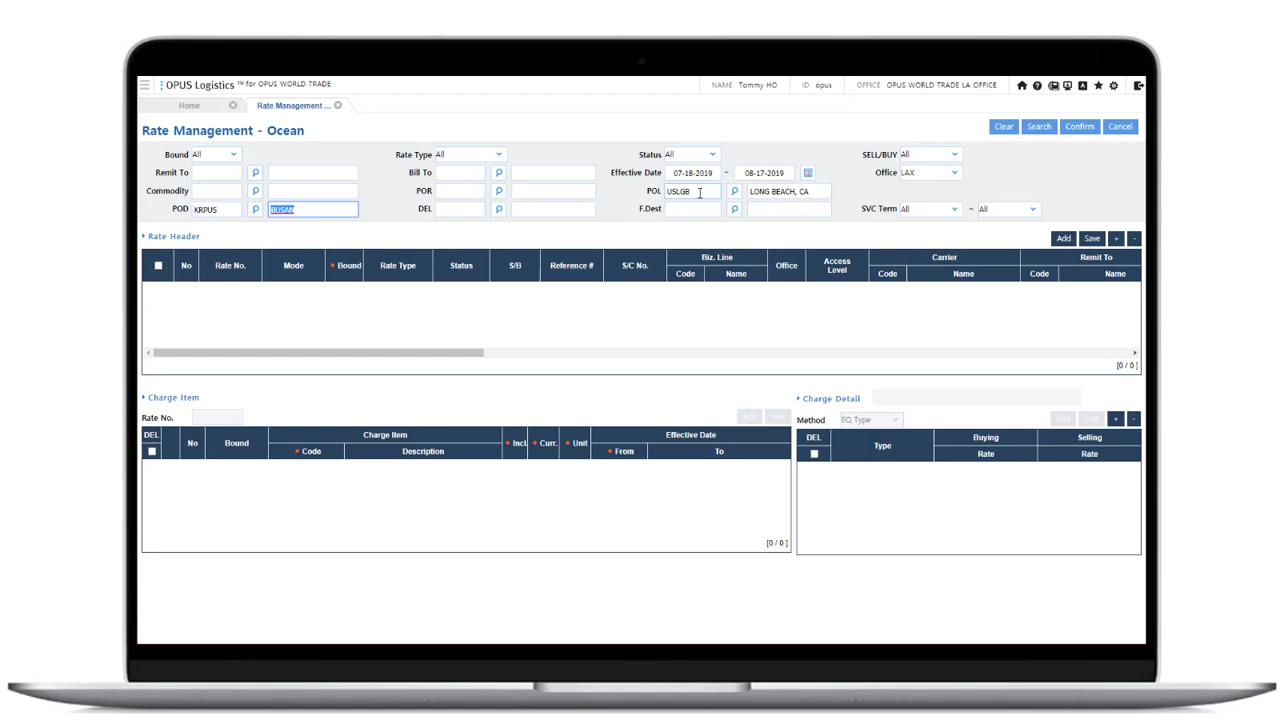 OPUS Logistics ™ for OPUS WORLD TRADE NAME Tommy HO ID opus OFFICE OPUS WORLD TRADE LA OFFICE
Home Rate Management ...
Rate Management - Ocean Clear Search Confirm Cancel
Bound All Rate Type All Status All SELL/BUY All
Remit To Bill To Effective Date 07-18-2019 ~ 08-17-2019 Office LAX
Commodity POR POL USLGB LONG BEACH, CA
POD KRPUS BUSAN DEL F.Dest SVC Term All ~ All
Rate Header Add Save + -
No Rate No. Mode Bound Rate Type Status S/B Reference # S/C No. Biz. Line Office Access Level Carrier Remit To
Code Name Code Name Code Name
[0 / 0 ]
Charge Item Charge Detail
Rate No. Add Save Method EQ Type Add Save + -
DEL No Bound Charge Item Incl. Curr. Unit Effective Date DEL Type Buying Selling
Code Description From To Rate Rate
[0 / 0 ]